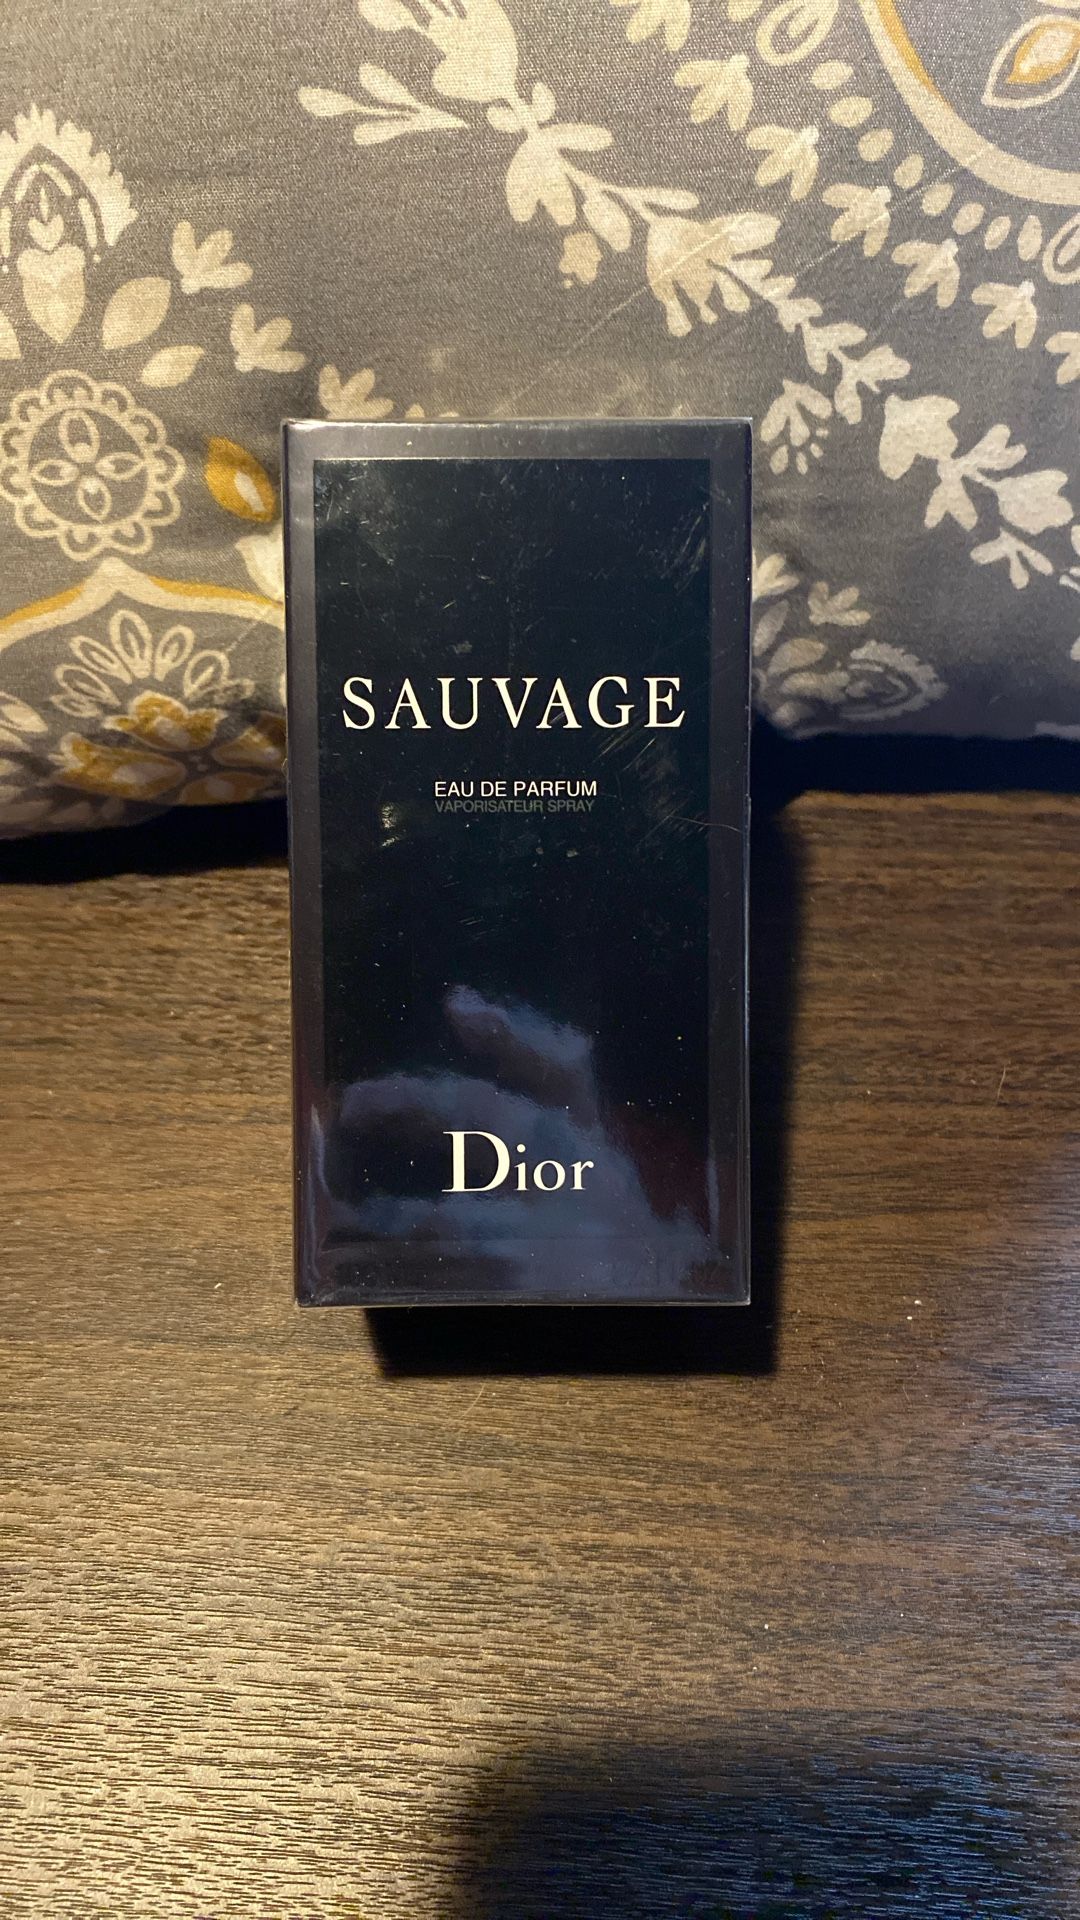 SAUVAGE
EAU DE PARFUM
VAPORISATEUR SPRAY
Dior